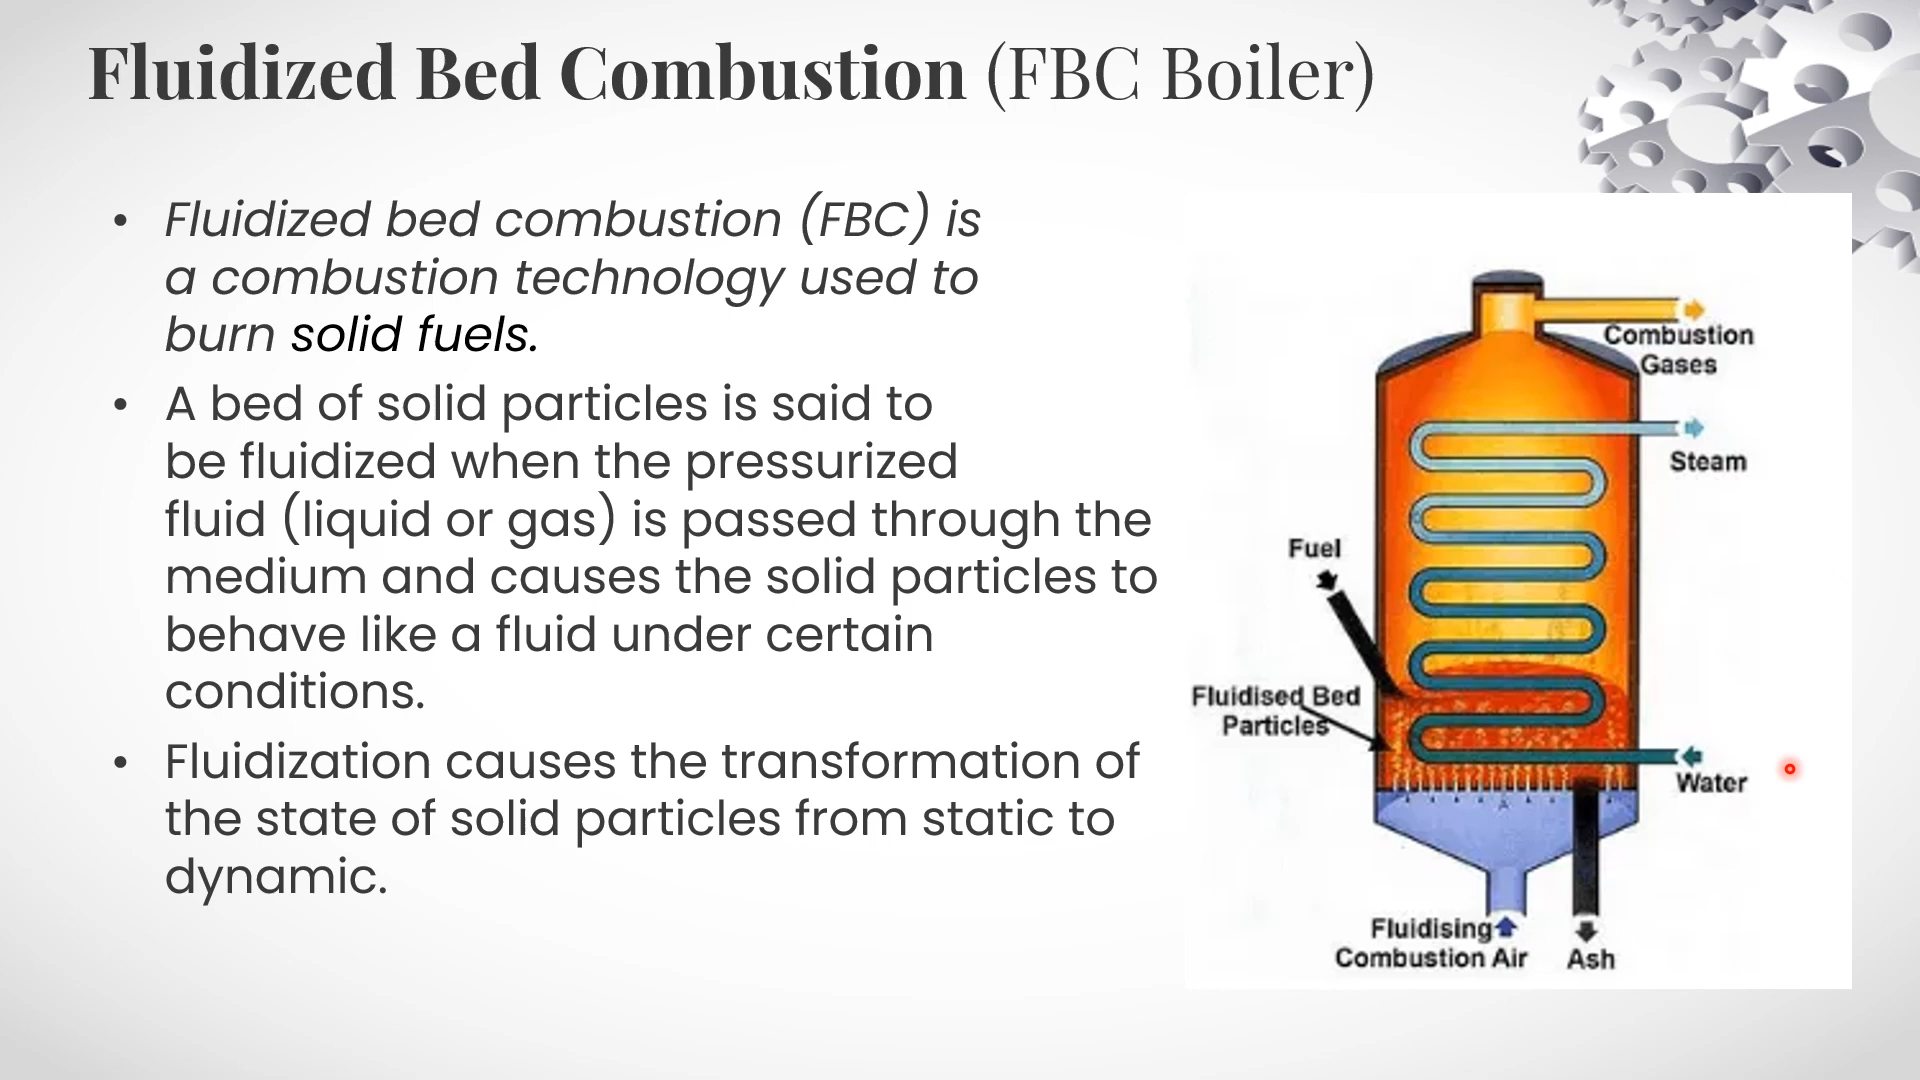 Fluidized Bed Combustion (FBC Boiler)
• Fluidized bed combustion (FBC) is
a combustion technology used to
burn solid fuels.
• A bed of solid particles is said to
be fluidized when the pressurized
fluid (liquid or gas) is passed through the
medium and causes the solid particles to
behave like a fluid under certain
conditions.
• Fluidization causes the transformation of
the state of solid particles from static to
dynamic.
Combustion
Gases
Steam
Fuel
Fluidised Bed
Particles
Water
Fluidising
Combustion Air
Ash